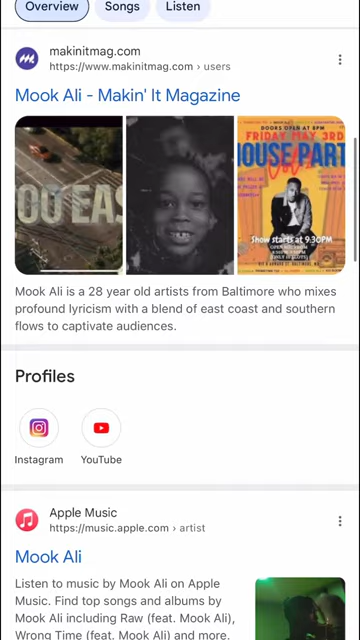 Overview
Songs
Listen
makinitmag.com
https://www.makinitmag.com › users
Mook Ali - Makin' It Magazine
OU EAS
DOORS OPEN AT 8PM
FRIDAY MAY 3RD
HOUSE PART
Show starts at 9:30PM
Mook Ali is a 28 year old artists from Baltimore who mixes
profound lyricism with a blend of east coast and southern
flows to captivate audiences.
Profiles
Instagram
YouTube
Apple Music
https://music.apple.com › artist
Mook Ali
Listen to music by Mook Ali on Apple
Music. Find top songs and albums by
Mook Ali including Raw (feat. Mook Ali),
Wrong Time (feat. Mook Ali) and more.